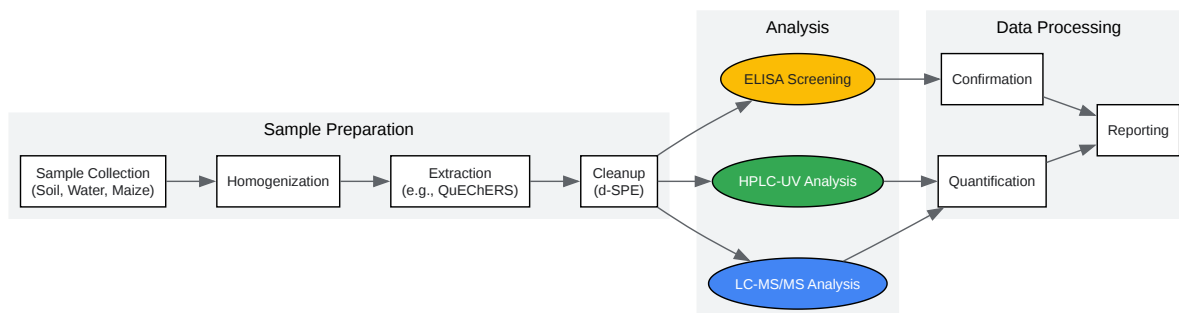 Sample Preparation
Sample Collection
(Soil, Water, Maize)
Homogenization
Extraction
(e.g., QuEChERS)
Cleanup
(d-SPE)
Analysis
ELISA Screening
HPLC-UV Analysis
LC-MS/MS Analysis
Data Processing
Confirmation
Quantification
Reporting